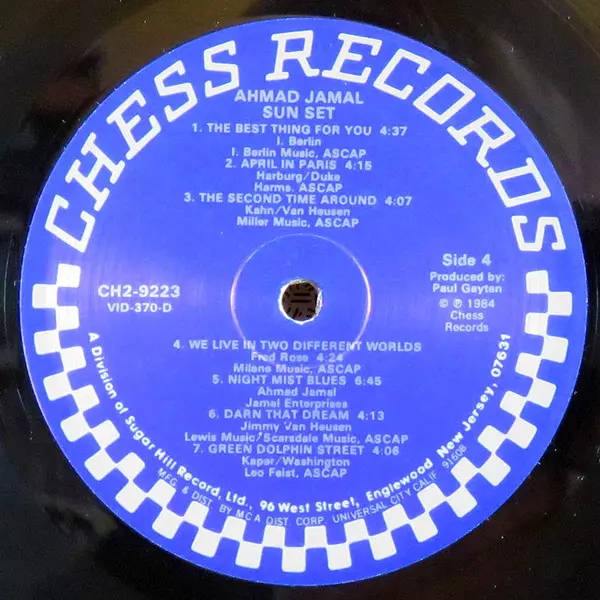 CHESS RECORDS
AHMAD JAMAL
SUN SET
1. THE BEST THING FOR YOU 4:37
I. Berlin
I. Berlin Music, ASCAP
2. APRIL IN PARIS 4:15
Harburg/Duke
Harms. ASCAP
3. THE SECOND TIME AROUND 4:07
Kahn/Van Heusen
Miller Music, ASCAP
CH2-9223
VID-370-D
Side 4
Produced by:
Paul Gayten
© ℗ 1984
Chess
Records
4. WE LIVE IN TWO DIFFERENT WORLDS
Fred Rose 4:24
Milene Music, ASCAP
5. NIGHT MIST BLUES 6:45
Ahmad Jamal
Jamal Enterprises
6. DARN THAT DREAM 4:13
Jimmy Van Heusen
Lewis Music/Scarsdale Music, ASCAP
7. GREEN DOLPHIN STREET 4:06
Kaper/Washington
Leo Feist, ASCAP
A Division of Sugar Hill Record, Ltd., 96 West Street, Englewood New Jersey, 07631
MFG. & DIST. BY MCA DIST. CORP. UNIVERSAL CITY CALIF. 91608